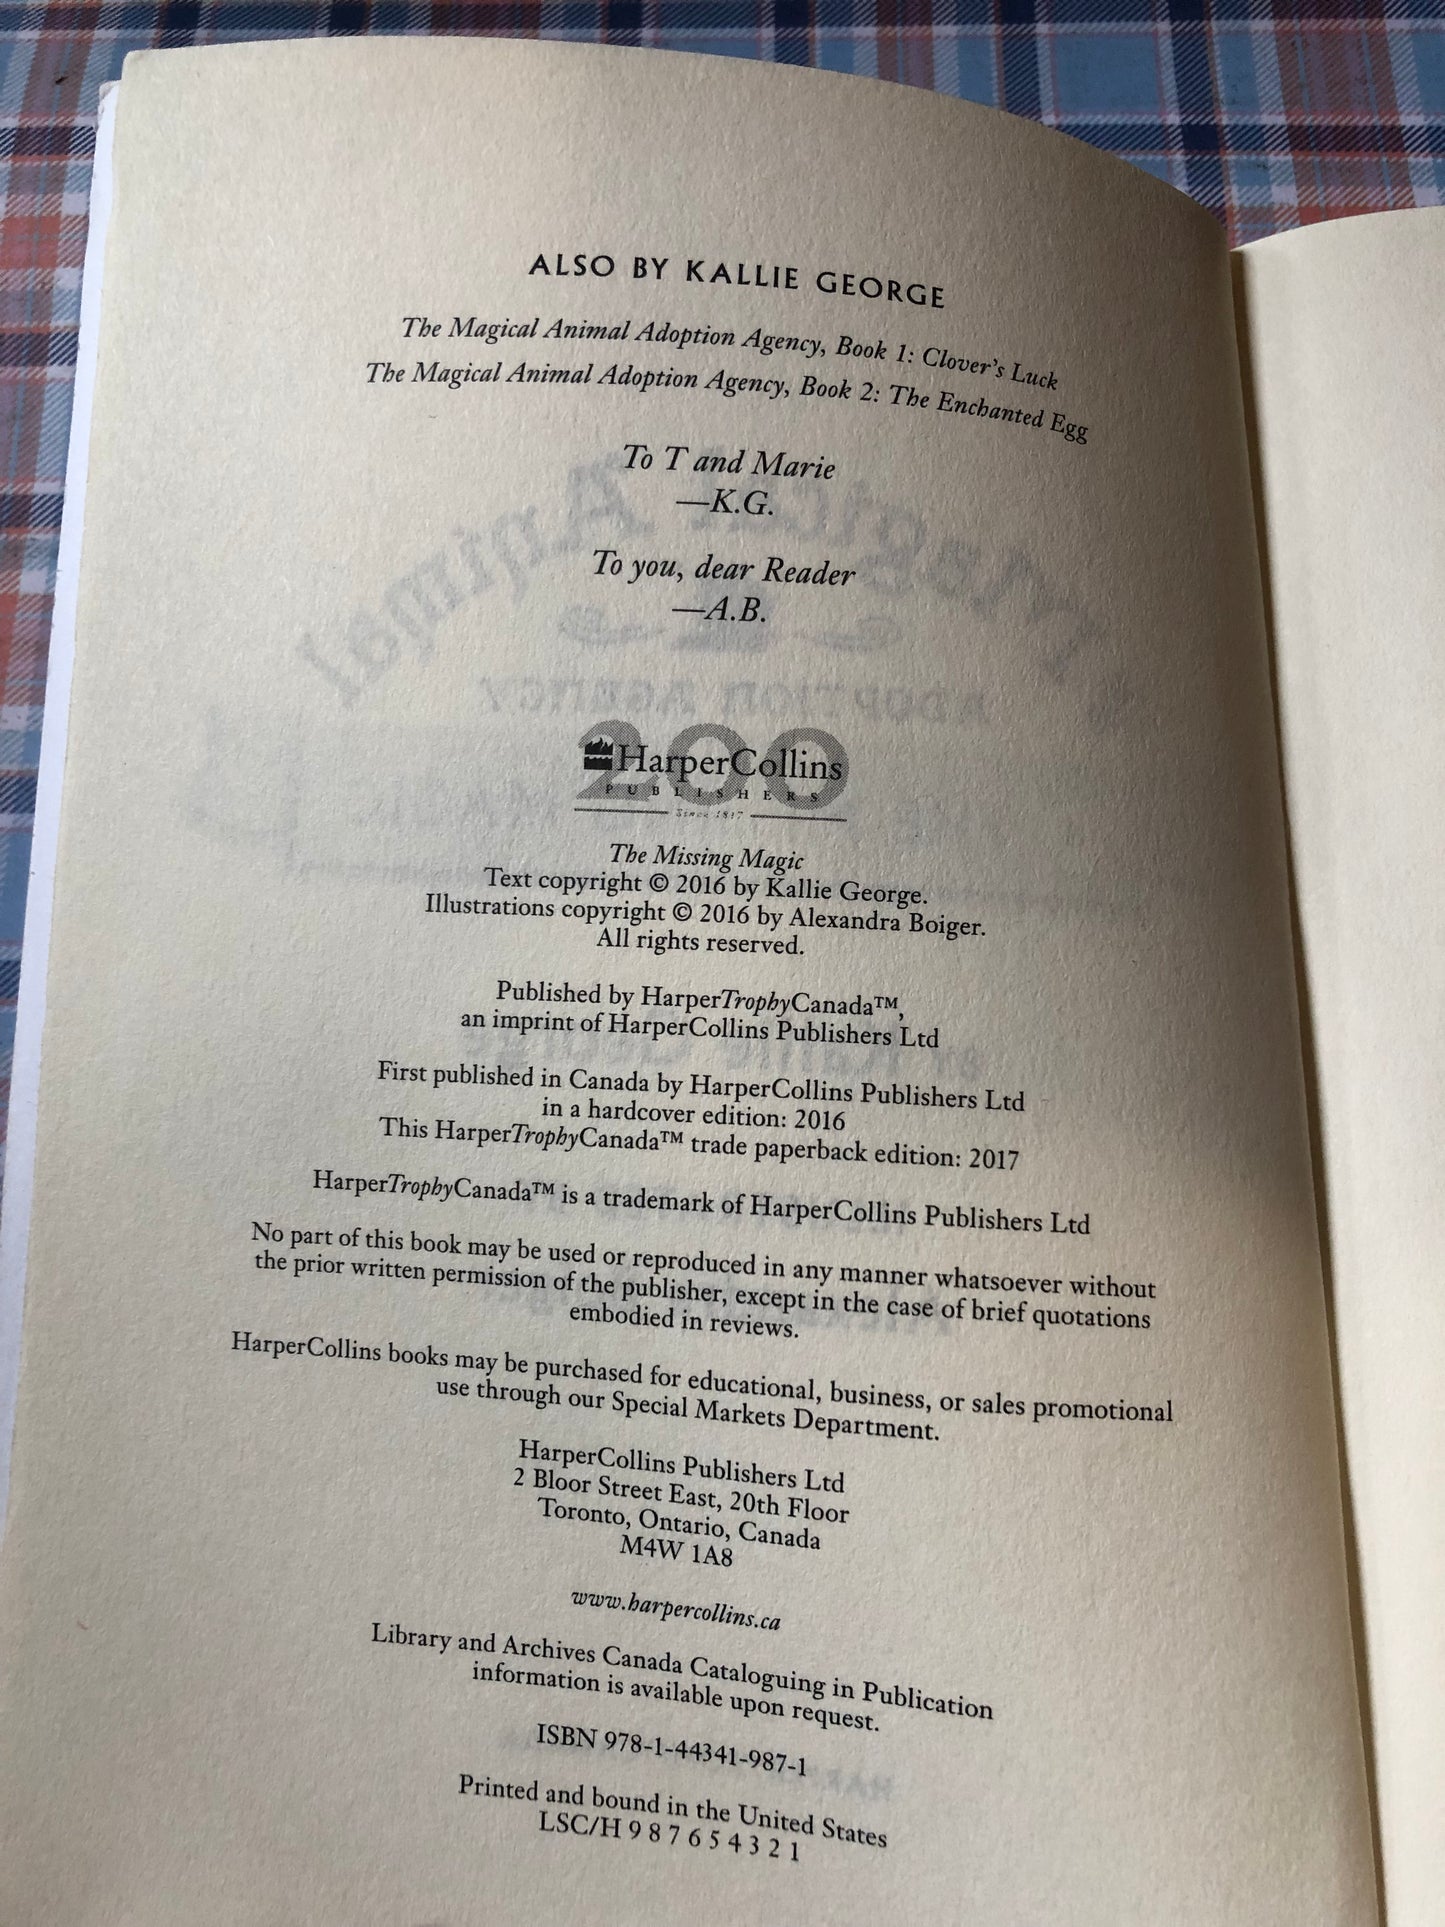 ALSO BY KALLIE GEORGE
The Magical Animal Adoption Agency, Book 1: Clover's Luck
The Magical Animal Adoption Agency, Book 2: The Enchanted Egg
To T and Marie
—K.G.
To you, dear Reader
—A.B.
200
HarperCollins
PUBLISHERS
Since 1817
The Missing Magic
Text copyright © 2016 by Kallie George.
Illustrations copyright © 2016 by Alexandra Boiger.
All rights reserved.
Published by HarperTrophyCanada™,
an imprint of HarperCollins Publishers Ltd
First published in Canada by HarperCollins Publishers Ltd
in a hardcover edition: 2016
This HarperTrophyCanada™ trade paperback edition: 2017
HarperTrophyCanada™ is a trademark of HarperCollins Publishers Ltd
No part of this book may be used or reproduced in any manner whatsoever without
the prior written permission of the publisher, except in the case of brief quotations
embodied in reviews.
HarperCollins books may be purchased for educational, business, or sales promotional
use through our Special Markets Department.
HarperCollins Publishers Ltd
2 Bloor Street East, 20th Floor
Toronto, Ontario, Canada
M4W 1A8
www.harpercollins.ca
Library and Archives Canada Cataloguing in Publication
information is available upon request.
ISBN 978-1-44341-987-1
Printed and bound in the United States
LSC/H 9 8 7 6 5 4 3 2 1